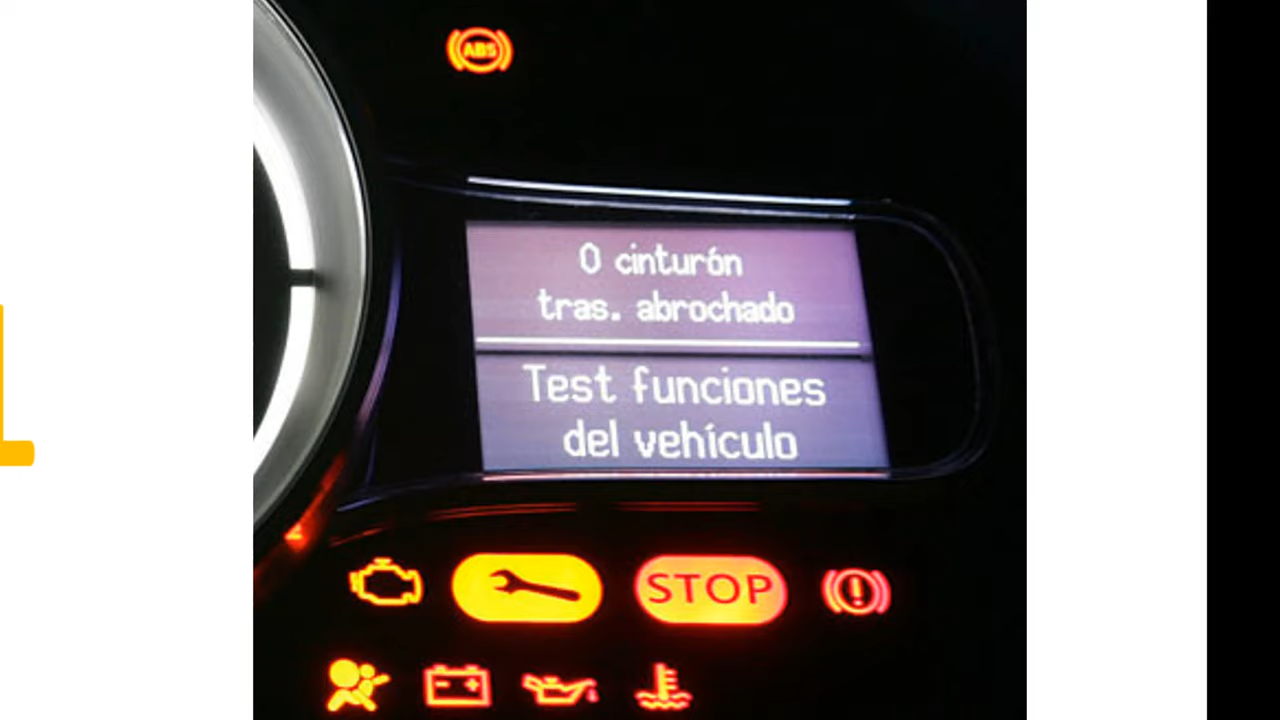 ABS
0 cinturón
tras. abrochado
Test funciones
del vehículo
STOP